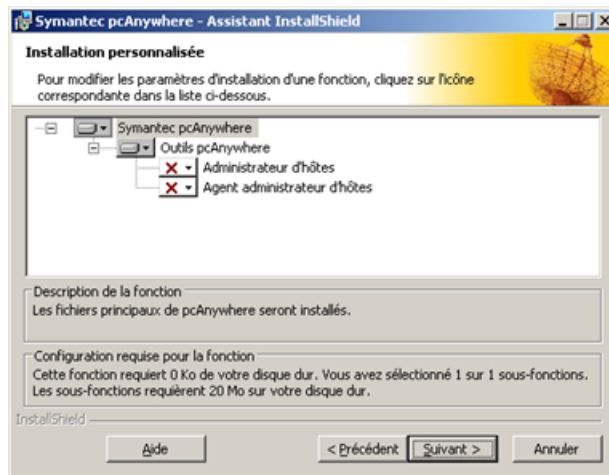 Symantec pcAnywhere - Assistant InstallShield
Installation personnalisée
Pour modifier les paramètres d'installation d'une fonction, cliquez sur l'icône
correspondante dans la liste ci-dessous.
Symantec pcAnywhere
Outils pcAnywhere
Administrateur d'hôtes
Agent administrateur d'hôtes
Description de la fonction
Les fichiers principaux de pcAnywhere seront installés.
Configuration requise pour la fonction
Cette fonction requiert 0 Ko de votre disque dur. Vous avez sélectionné 1 sur 1 sous-fonctions.
Les sous-fonctions requièrent 20 Mo sur votre disque dur.
InstallShield
Aide < Précédent Suivant > Annuler